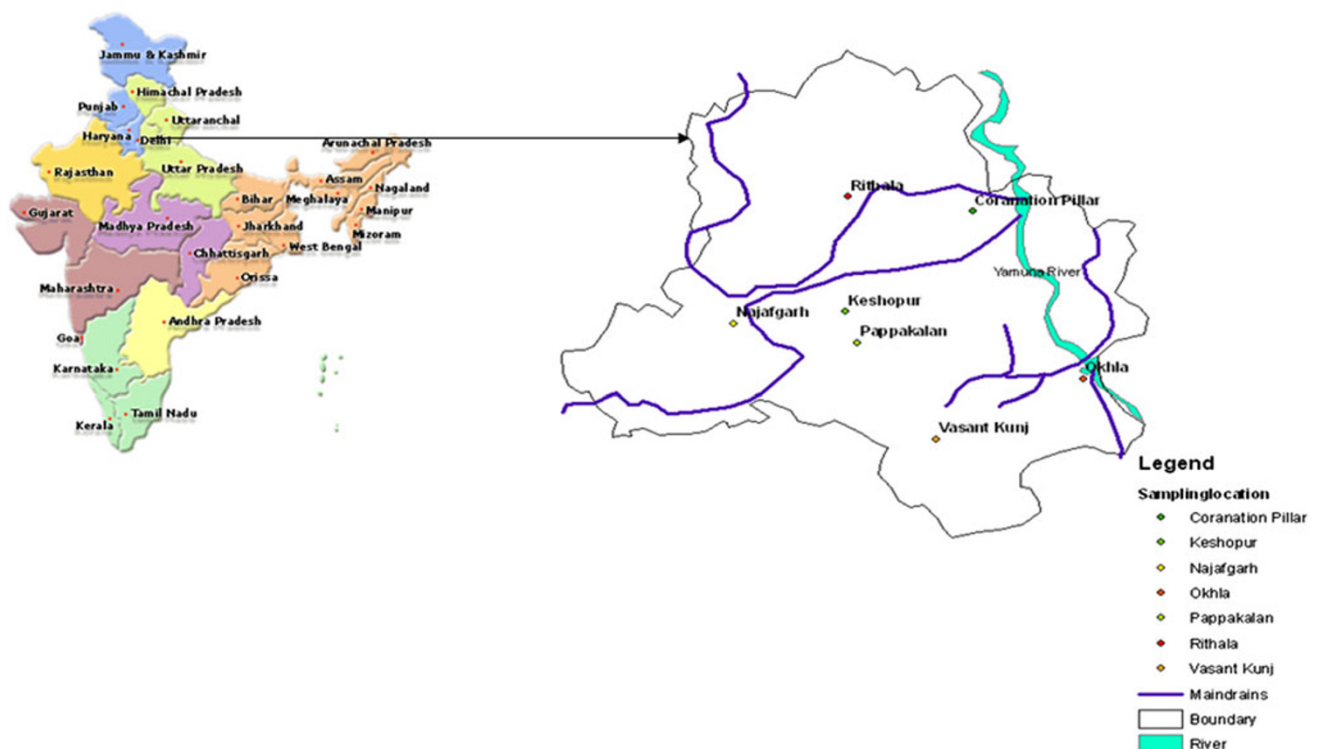 Jammu & Kashmir
Himachal Pradesh
Punjab
Uttaranchal
Haryana
Delhi
Arunachal Pradesh
Rajasthan
Uttar Pradesh
Assam
Nagaland
Bihar
Meghalaya
Gujarat
Manipur
Madhya Pradesh
Jharkhand
Mizoram
West Bengal
Chhattisgarh
Orissa
Maharashtra
Andhra Pradesh
Goa
Karnataka
Tamil Nadu
Kerala
Rithala
Coranation Pillar
Yamuna River
Keshopur
Najafgarh
Pappakalan
Okhla
Vasant Kunj
Legend
Samplinglocation
Coranation Pillar
Keshopur
Najafgarh
Okhla
Pappakalan
Rithala
Vasant Kunj
Maindrains
Boundary
River